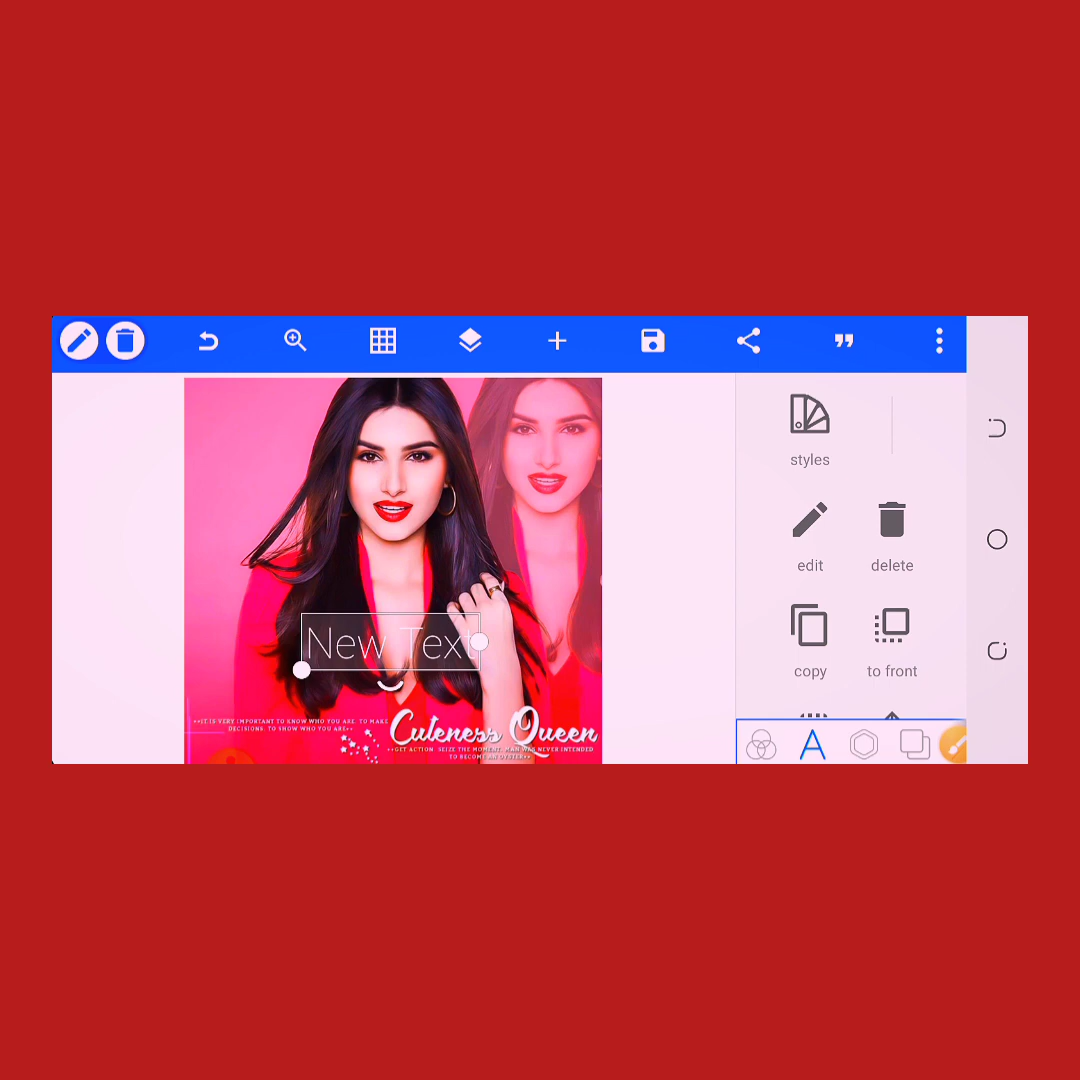 styles
edit
delete
copy
to front
New Text
••IT IS VERY IMPORTANT TO KNOW WHO YOU ARE. TO MAKE
DECISIONS. TO SHOW WHO YOU ARE••
Cuteness Queen
••GET ACTION. SEIZE THE MOMENT. MAN WAS NEVER INTENDED
TO BECOME AN OYSTER••